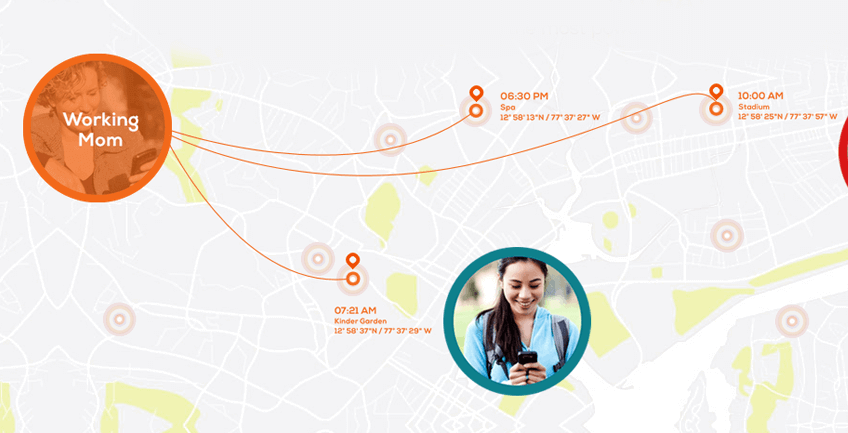 Working
Mom
06:30 PM
Spa
12° 58' 13"N / 77° 37' 27" W
10:00 AM
Stadium
12° 58' 25"N / 77° 37' 57" W
07:21 AM
Kinder Garden
12° 58' 37"N / 77° 37' 29" W